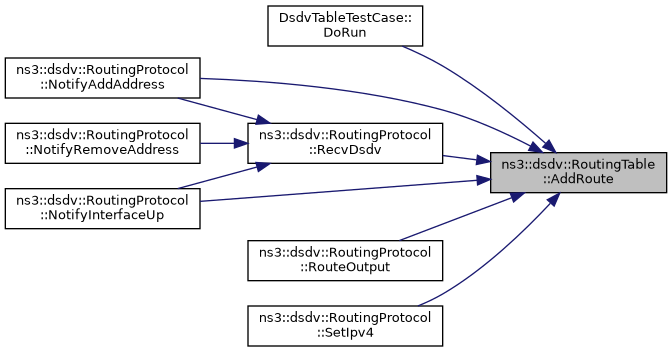 DsdvTableTestCase::
DoRun
ns3::dsdv::RoutingProtocol
::NotifyAddAddress
ns3::dsdv::RoutingProtocol
::NotifyRemoveAddress
ns3::dsdv::RoutingProtocol
::NotifyInterfaceUp
ns3::dsdv::RoutingProtocol
::RecvDsdv
ns3::dsdv::RoutingProtocol
::RouteOutput
ns3::dsdv::RoutingProtocol
::SetIpv4
ns3::dsdv::RoutingTable
::AddRoute